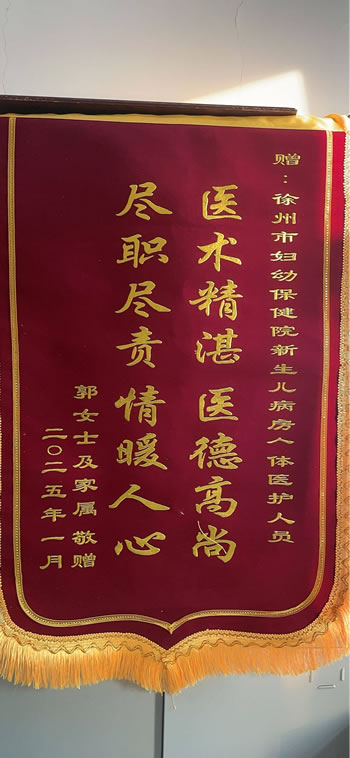 赠：徐州市妇幼保健院新生儿病房全体医护人员
医术精湛 医德高尚
尽职尽责 情暖人心
郭女士及家属 敬赠
二〇二五年一月